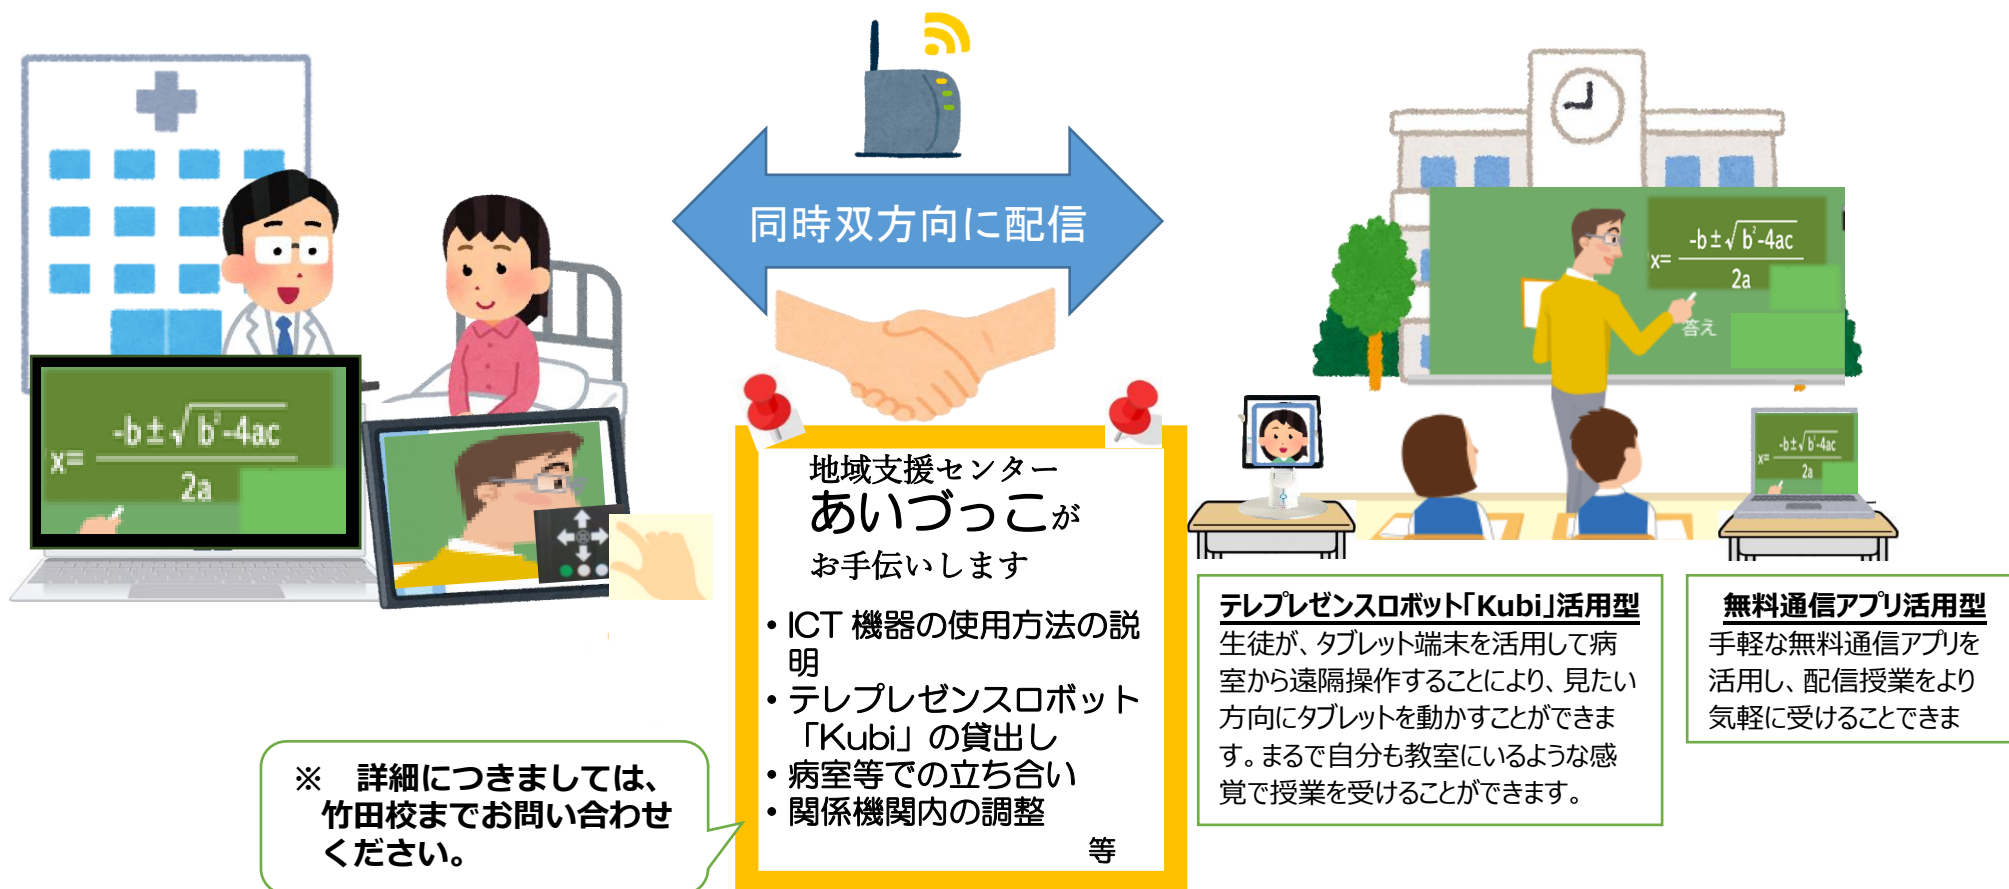 同時双方向に配信
-b±√b²-4ac
x=
2a
答え
-b±√b²-4ac
x=
2a
-b±√b²-4ac
x=
2a
地域支援センター
あいづっこが
お手伝いします
・ICT 機器の使用方法の説
明
・テレプレゼンスロボット
「Kubi」の貸出し
・病室等での立ち合い
・関係機関内の調整
等
※　詳細につきましては、
竹田校までお問い合わせ
ください。
テレプレゼンスロボット「Kubi」活用型
生徒が、タブレット端末を活用して病
室から遠隔操作することにより、見たい
方向にタブレットを動かすことができま
す。まるで自分も教室にいるような感
覚で授業を受けることができます。
無料通信アプリ活用型
手軽な無料通信アプリを
活用し、配信授業をより
気軽に受けることできま